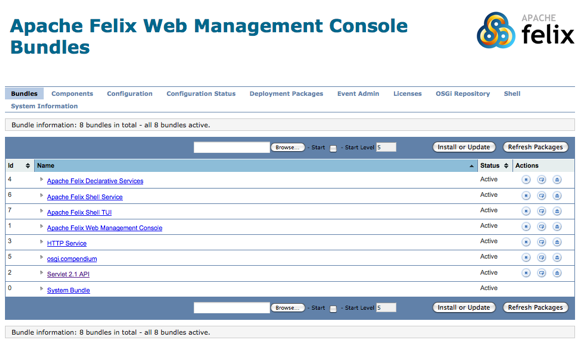 Apache Felix Web Management Console
Bundles
APACHE
felix
Bundles Components Configuration Configuration Status Deployment Packages Event Admin Licenses OSGi Repository Shell
System Information
Bundle information: 8 bundles in total - all 8 bundles active.
Browse... - Start - Start Level 5 Install or Update Refresh Packages
Id Name Status Actions
4 Apache Felix Declarative Services Active
6 Apache Felix Shell Service Active
7 Apache Felix Shell TUI Active
1 Apache Felix Web Management Console Active
3 HTTP Service Active
5 osgi.compendium Active
2 Servlet 2.1 API Active
0 System Bundle Active
Browse... - Start - Start Level 5 Install or Update Refresh Packages
Bundle information: 8 bundles in total - all 8 bundles active.